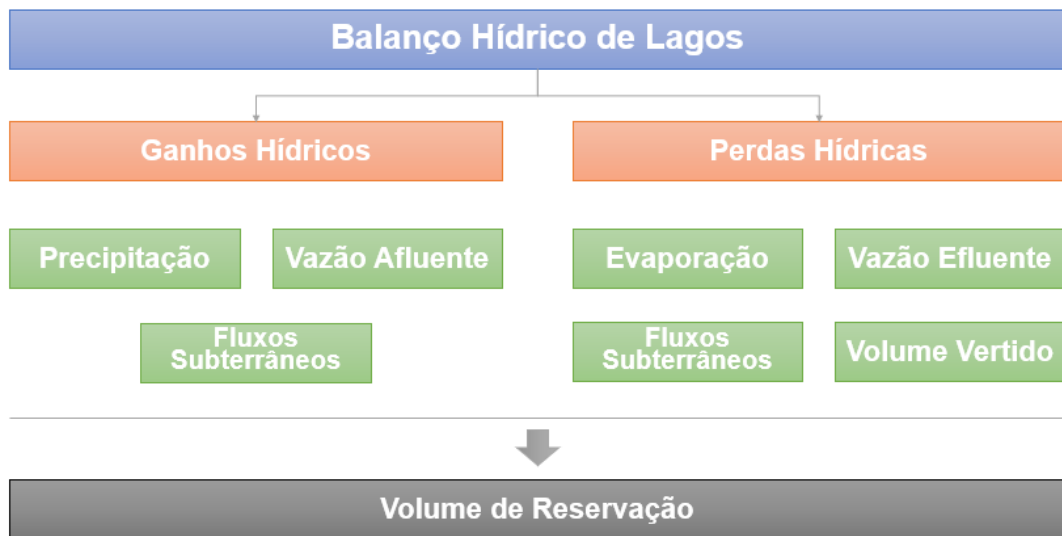 Balanço Hídrico de Lagos
Ganhos Hídricos
Perdas Hídricas
Precipitação
Vazão Afluente
Evaporação
Vazão Efluente
Fluxos
Subterrâneos
Fluxos
Subterrâneos
Volume Vertido
Volume de Reservação